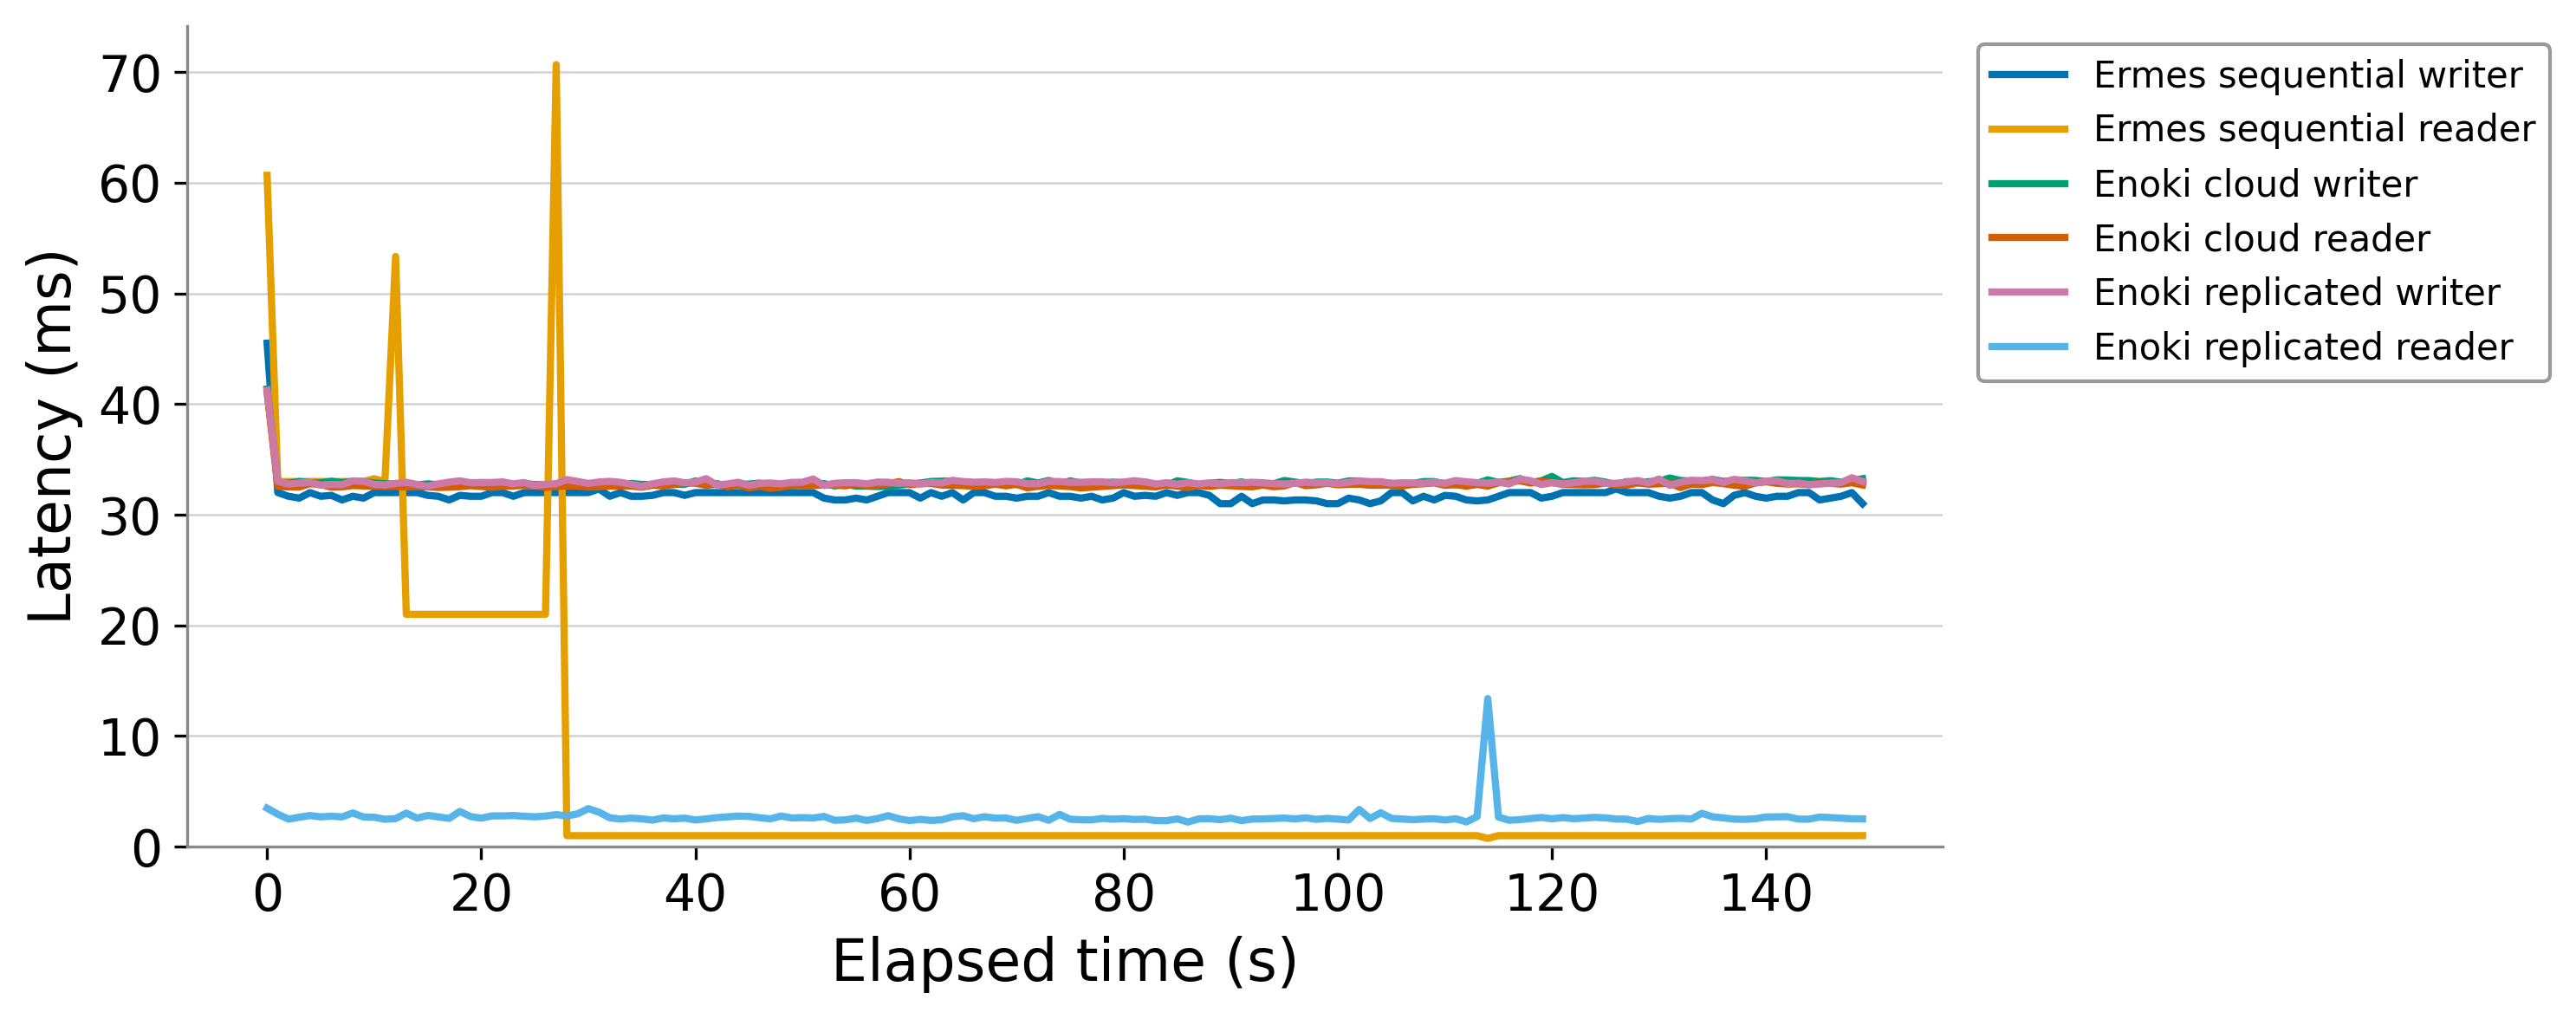 Latency (ms)
70
60
50
40
30
20
10
0
0 20 40 60 80 100 120 140
Elapsed time (s)
Ermes sequential writer
Ermes sequential reader
Enoki cloud writer
Enoki cloud reader
Enoki replicated writer
Enoki replicated reader